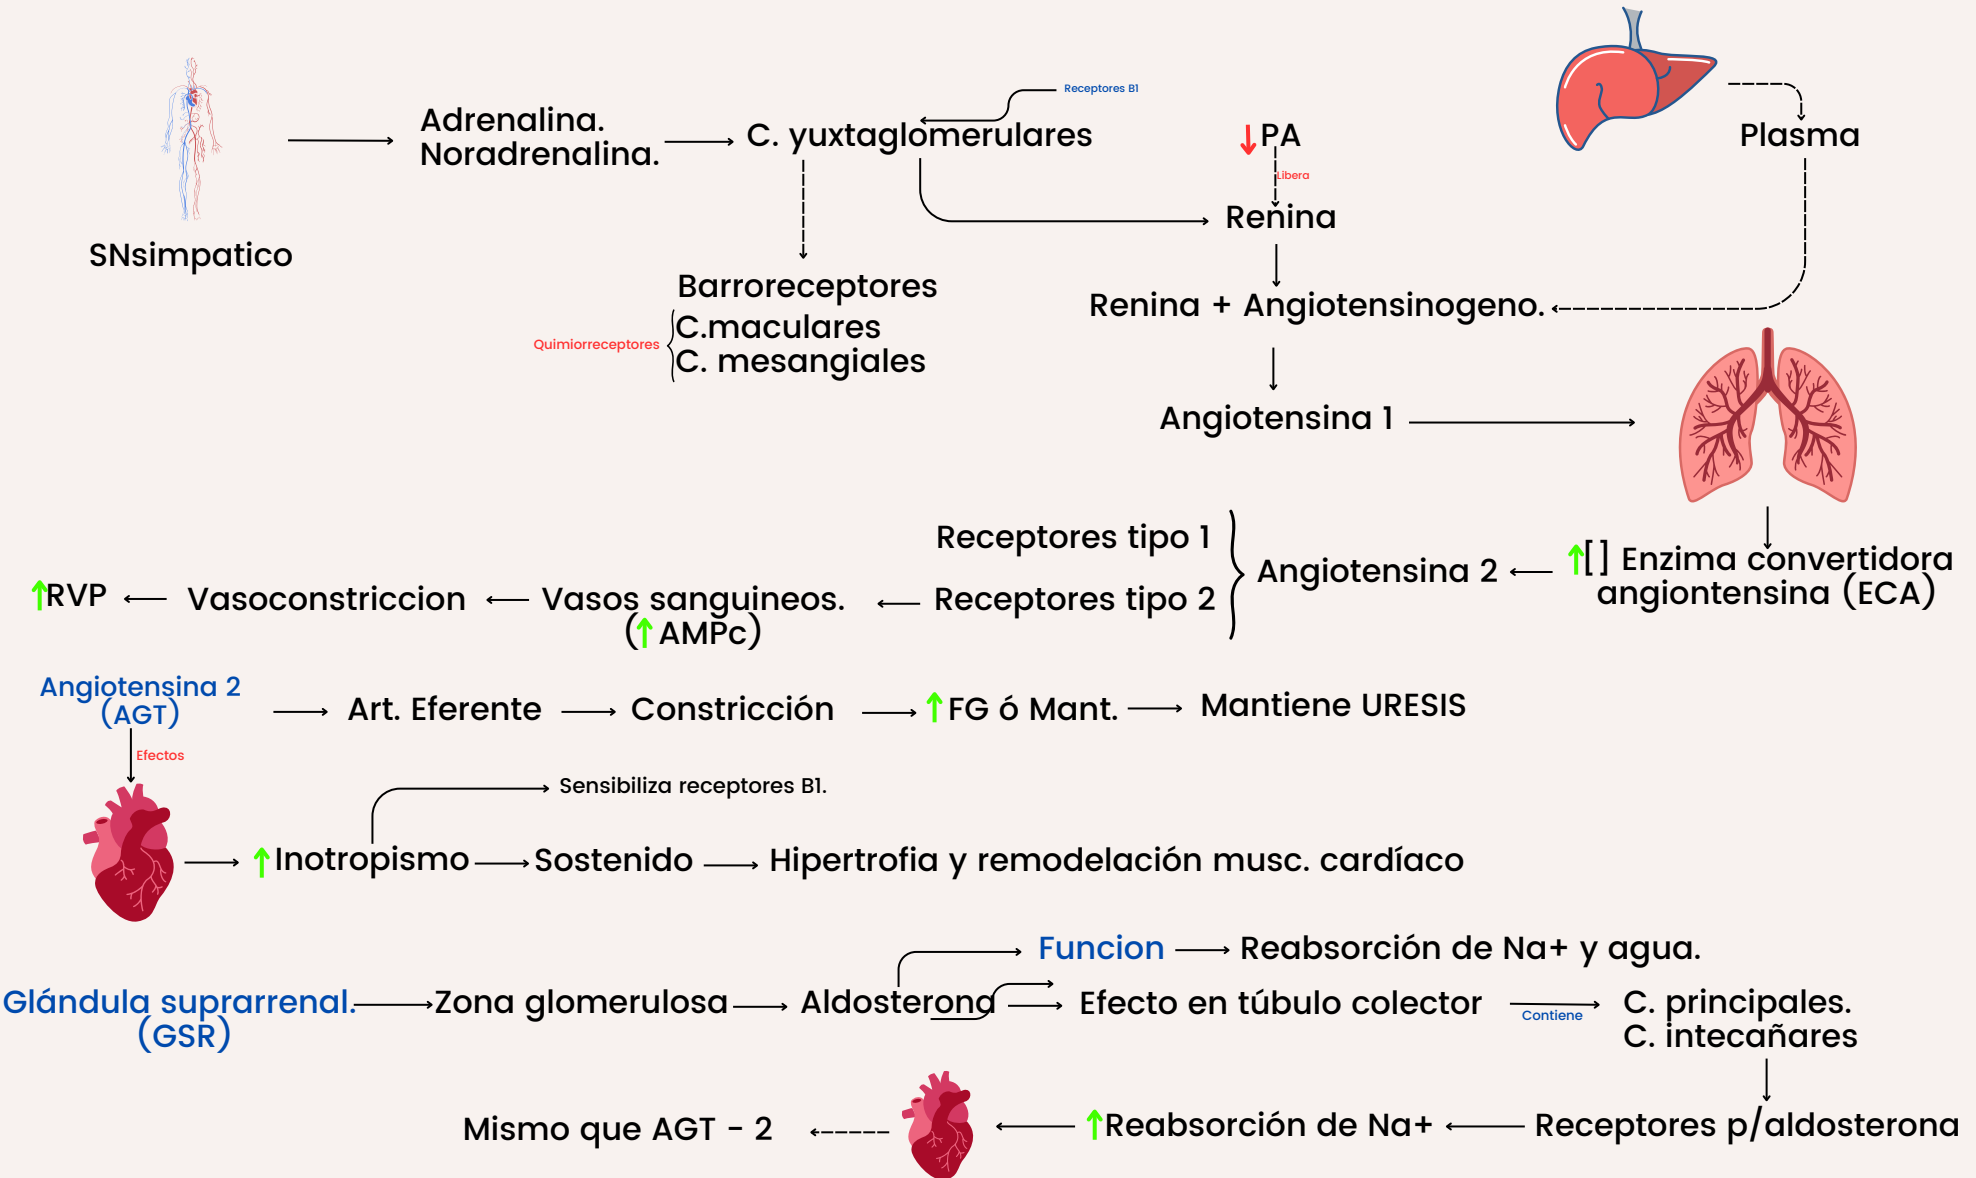 Receptores B1
Adrenalina.
Noradrenalina.
C. yuxtaglomerulares
PA
Plasma
Libera
Renina
SNsimpatico
Barroreceptores
C.maculares
C. mesangiales
Quimiorreceptores
Renina + Angiotensinogeno.
Angiotensina 1
Receptores tipo 1
Receptores tipo 2
Angiotensina 2
[] Enzima convertidora
angiontensina (ECA)
RVP
Vasoconstriccion
Vasos sanguineos.
( AMPc)
Angiotensina 2
(AGT)
Art. Eferente
Constricción
FG ó Mant.
Mantiene URESIS
Efectos
Sensibiliza receptores B1.
Inotropismo
Sostenido
Hipertrofia y remodelación musc. cardíaco
Funcion
Reabsorción de Na+ y agua.
Glándula suprarrenal.
(GSR)
Zona glomerulosa
Aldosterona
Efecto en túbulo colector
Contiene
C. principales.
C. intecañares
Mismo que AGT - 2
Reabsorción de Na+
Receptores p/aldosterona